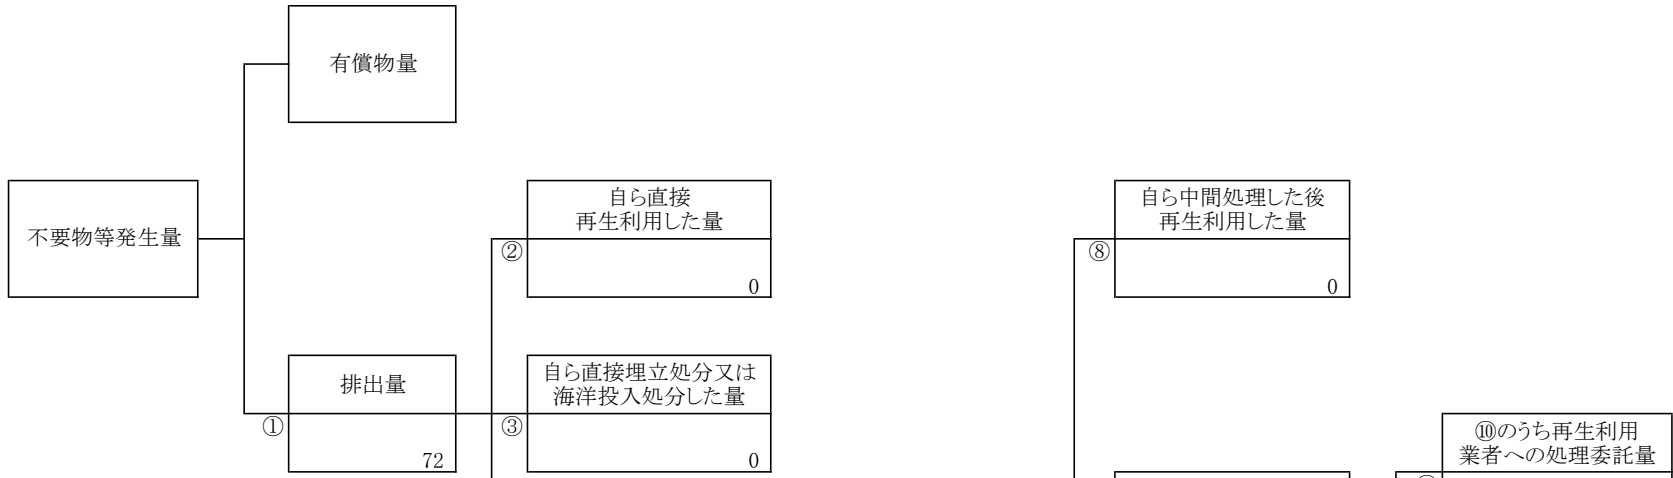 有償物量
不要物等発生量
自ら直接
再生利用した量
②
0
自ら中間処理した後
再生利用した量
⑧
0
排出量
①
72
自ら直接埋立処分又は
海洋投入処分した量
③
0
⑩のうち再生利用
業者への処理委託量